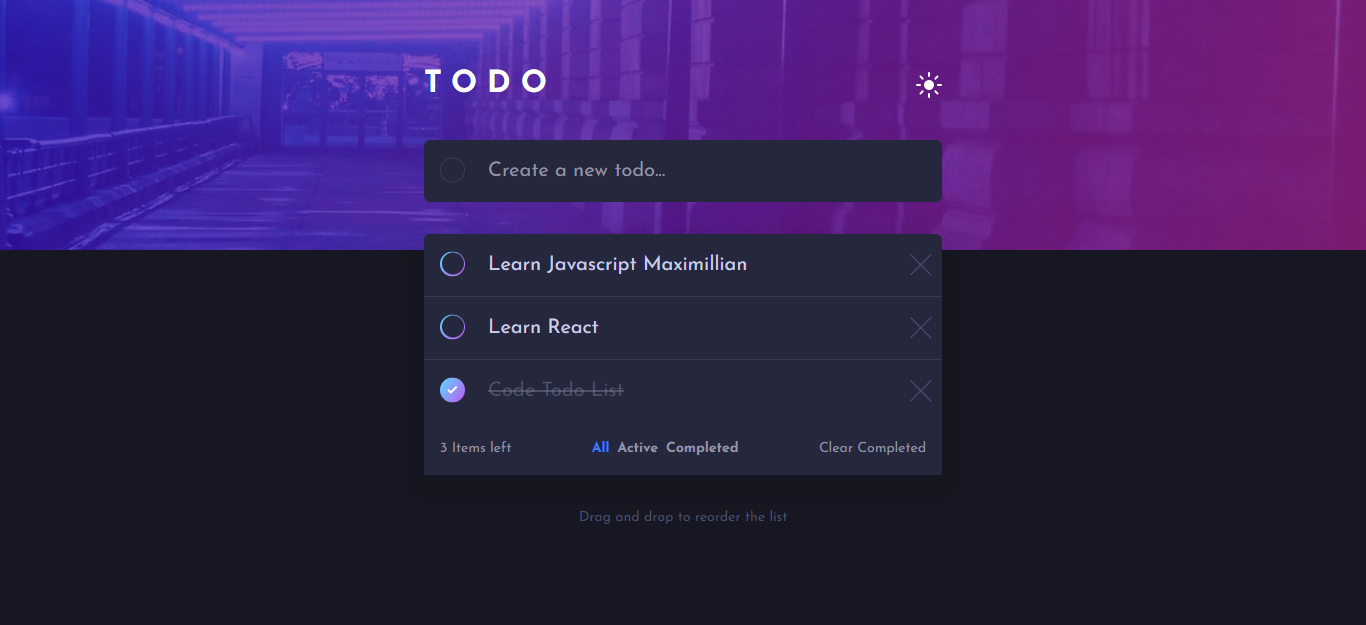 TODO
Create a new todo...
Learn Javascript Maximillian
Learn React
Code Todo List
3 Items left All Active Completed Clear Completed
Drag and drop to reorder the list